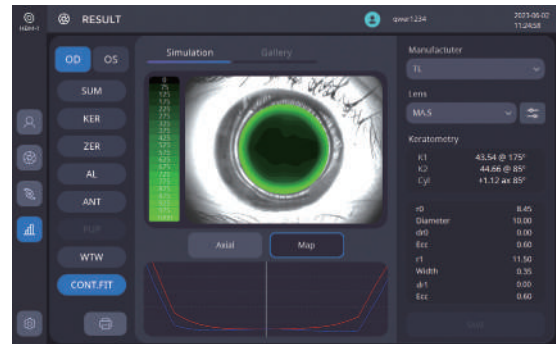 RESULT
qwer1234
2023-06-02
11:24:58
OD OS
Simulation Gallery
Manufactuter
TL
SUM
Lens
MA.S
KER
ZER
Keratometry
K1 43.54 @ 175°
K2 44.66 @ 85°
Cyl +1.12 ax 85°
AL
ANT
PUP
r0 8.45
Diameter 10.00
dr0 0.00
Ecc 0.60
Axial Map
WTW
r1 11.50
Width 0.35
dr1 0.00
Ecc 0.60
CONT.FIT